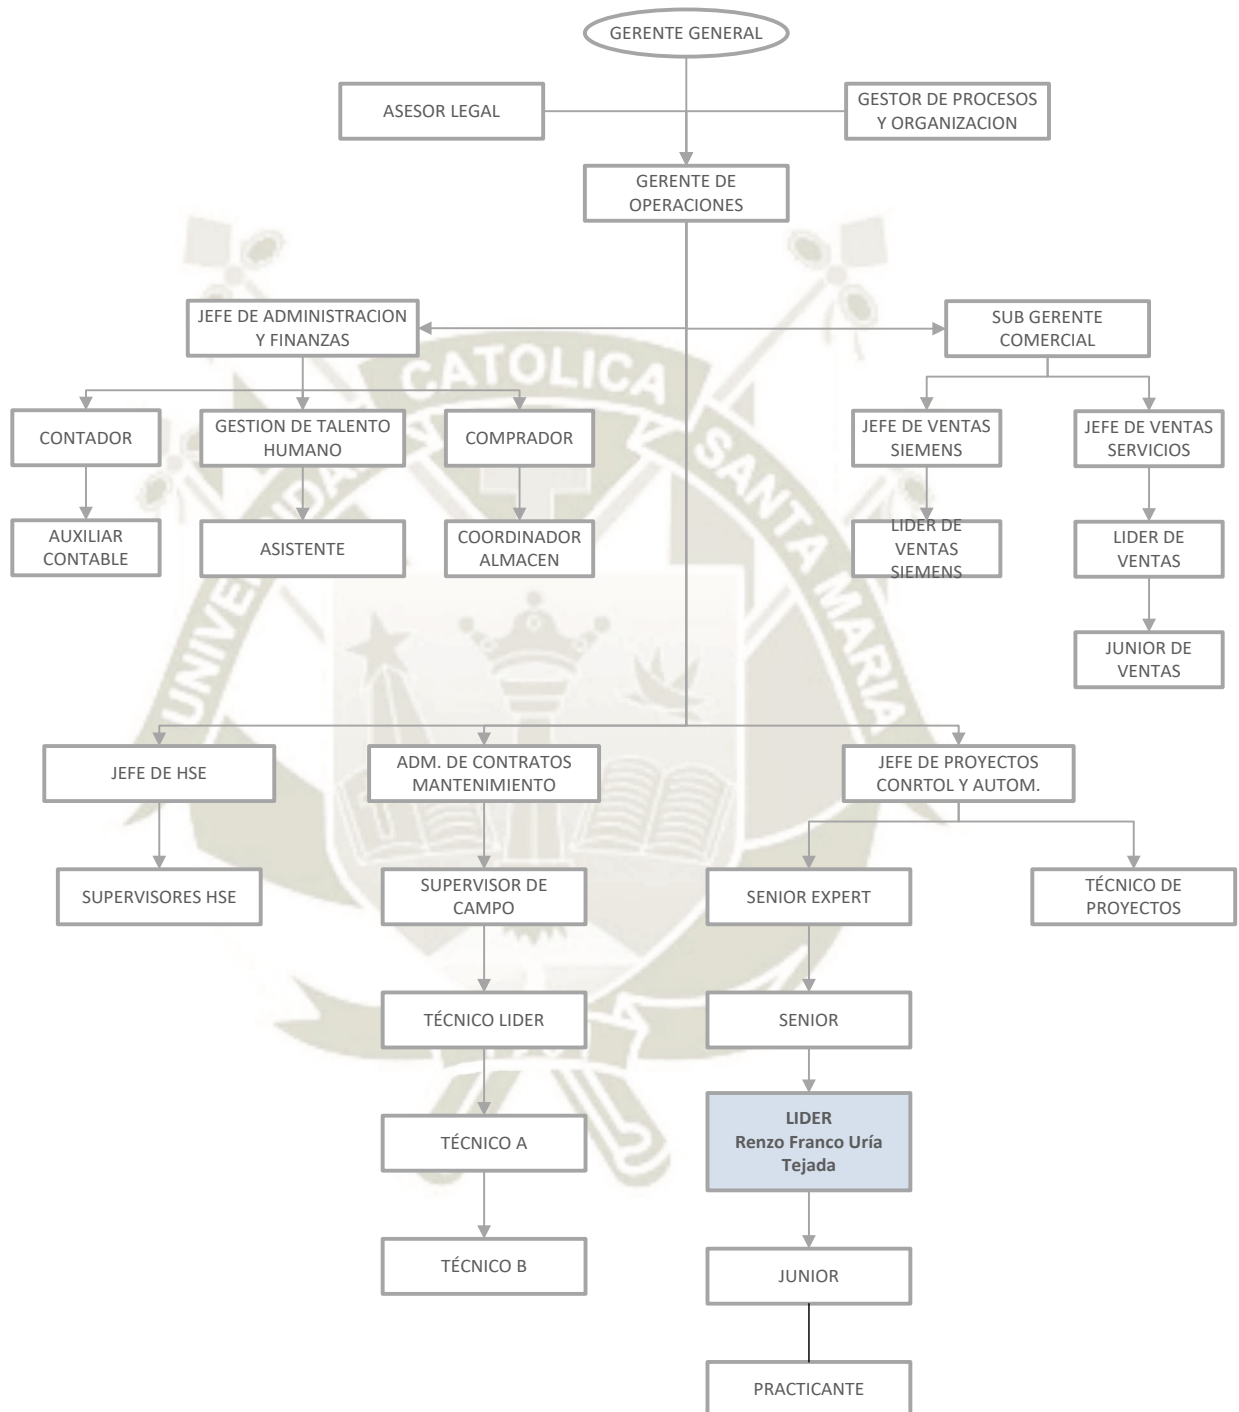 GERENTE GENERAL
ASESOR LEGAL
GESTOR DE PROCESOS
Y ORGANIZACION
GERENTE DE
OPERACIONES
JEFE DE ADMINISTRACION
Y FINANZAS
SUB GERENTE
COMERCIAL
CONTADOR
GESTION DE TALENTO
HUMANO
COMPRADOR
JEFE DE VENTAS
SIEMENS
JEFE DE VENTAS
SERVICIOS
AUXILIAR
CONTABLE
ASISTENTE
COORDINADOR
ALMACEN
LIDER DE
VENTAS
SIEMENS
LIDER DE
VENTAS
JUNIOR DE
VENTAS
JEFE DE HSE
ADM. DE CONTRATOS
MANTENIMIENTO
JEFE DE PROYECTOS
CONRTOL Y AUTOM.
SUPERVISORES HSE
SUPERVISOR DE
CAMPO
SENIOR EXPERT
TÉCNICO DE
PROYECTOS
TÉCNICO LIDER
SENIOR
LIDER
Renzo Franco Uría
Tejada
TÉCNICO A
TÉCNICO B
JUNIOR
PRACTICANTE
CATOLICA
SANTA MARIA